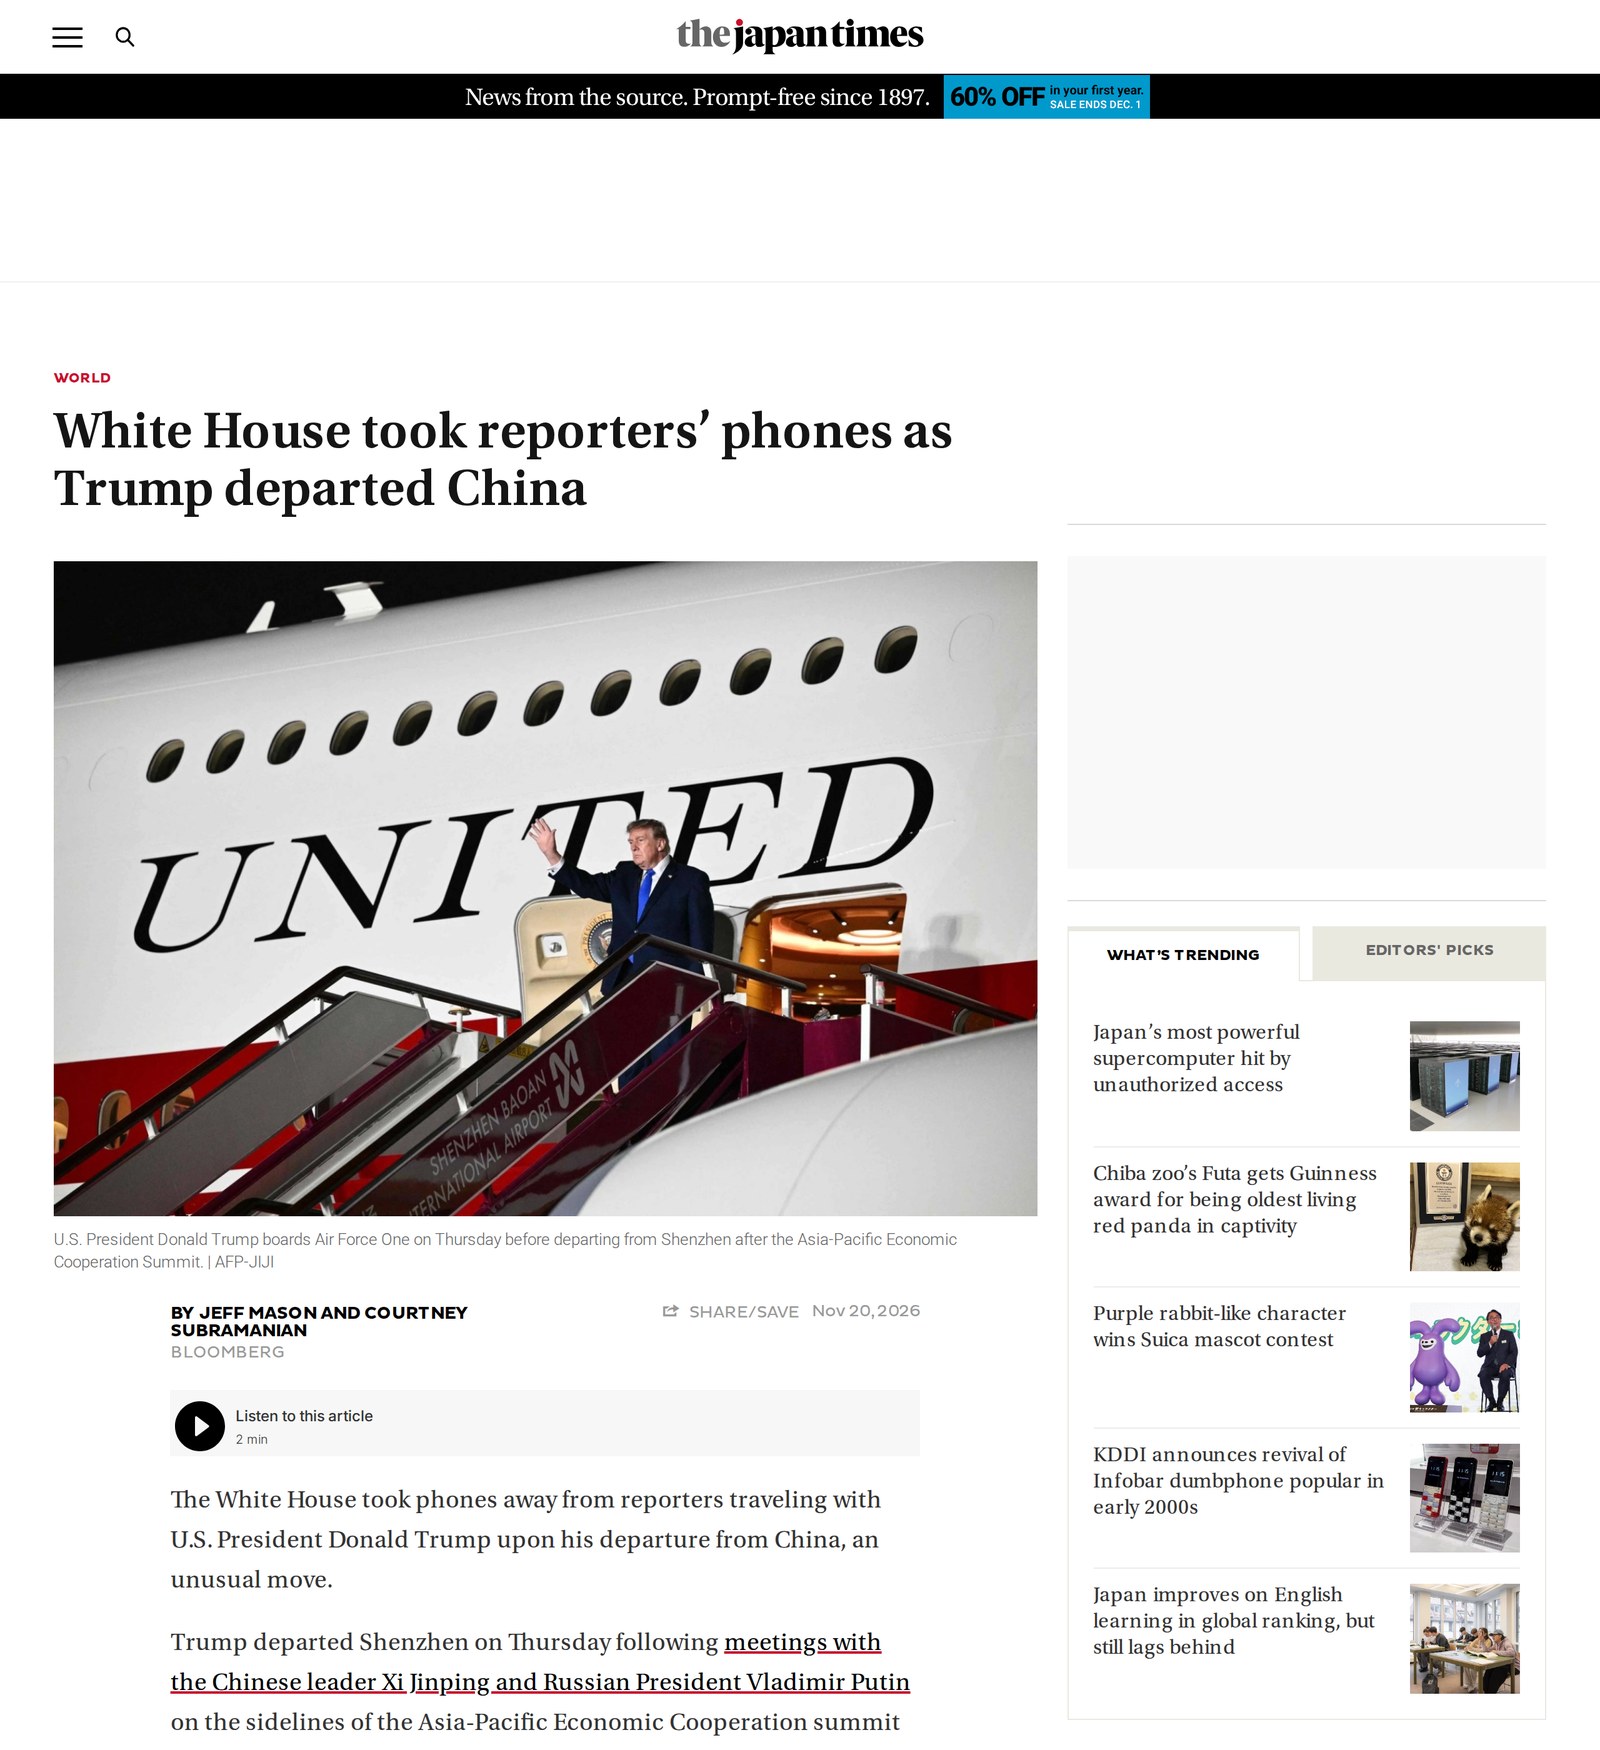 the japan times
News from the source. Prompt-free since 1897.
60% OFF
in your first year.
SALE ENDS DEC. 1
WORLD
White House took reporters’ phones as
Trump departed China
UNITED
SHENZHEN BAOAN
INTERNATIONAL AIRPORT
U.S. President Donald Trump boards Air Force One on Thursday before departing from Shenzhen after the Asia-Pacific Economic
Cooperation Summit. | AFP-JIJI
BY JEFF MASON AND COURTNEY
SUBRAMANIAN
BLOOMBERG
SHARE/SAVE
Nov 20, 2026
Listen to this article
2 min
The White House took phones away from reporters traveling with
U.S. President Donald Trump upon his departure from China, an
unusual move.
Trump departed Shenzhen on Thursday following meetings with
the Chinese leader Xi Jinping and Russian President Vladimir Putin
on the sidelines of the Asia-Pacific Economic Cooperation summit
WHAT’S TRENDING
EDITORS' PICKS
Japan’s most powerful
supercomputer hit by
unauthorized access
Chiba zoo’s Futa gets Guinness
award for being oldest living
red panda in captivity
Purple rabbit-like character
wins Suica mascot contest
KDDI announces revival of
Infobar dumbphone popular in
early 2000s
Japan improves on English
learning in global ranking, but
still lags behind